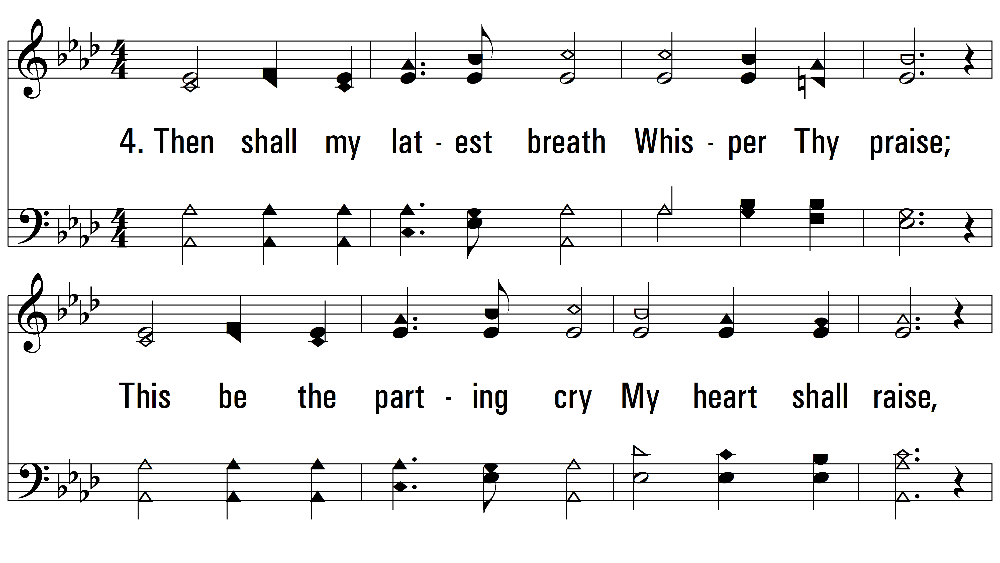 4. Then shall my lat - est breath Whis - per Thy praise;
This be the part - ing cry My heart shall raise,